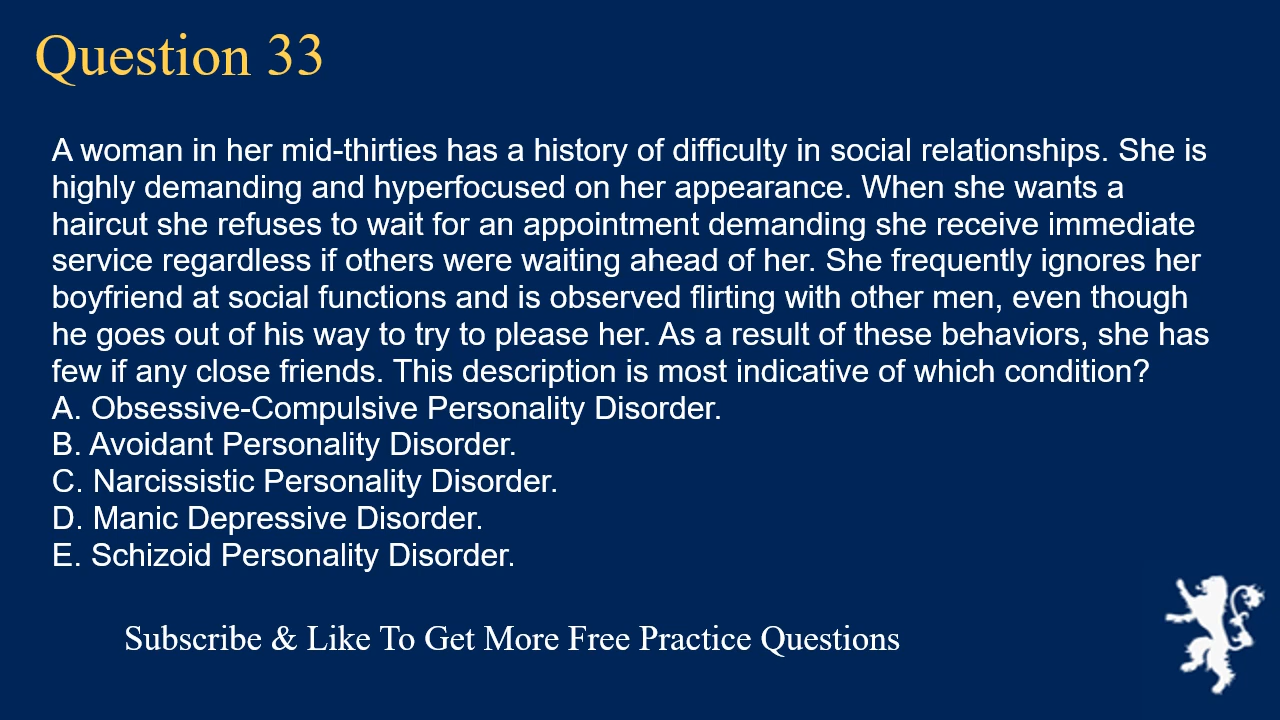 Question 33
A woman in her mid-thirties has a history of difficulty in social relationships. She is
highly demanding and hyperfocused on her appearance. When she wants a
haircut she refuses to wait for an appointment demanding she receive immediate
service regardless if others were waiting ahead of her. She frequently ignores her
boyfriend at social functions and is observed flirting with other men, even though
he goes out of his way to try to please her. As a result of these behaviors, she has
few if any close friends. This description is most indicative of which condition?
A. Obsessive-Compulsive Personality Disorder.
B. Avoidant Personality Disorder.
C. Narcissistic Personality Disorder.
D. Manic Depressive Disorder.
E. Schizoid Personality Disorder.
Subscribe & Like To Get More Free Practice Questions